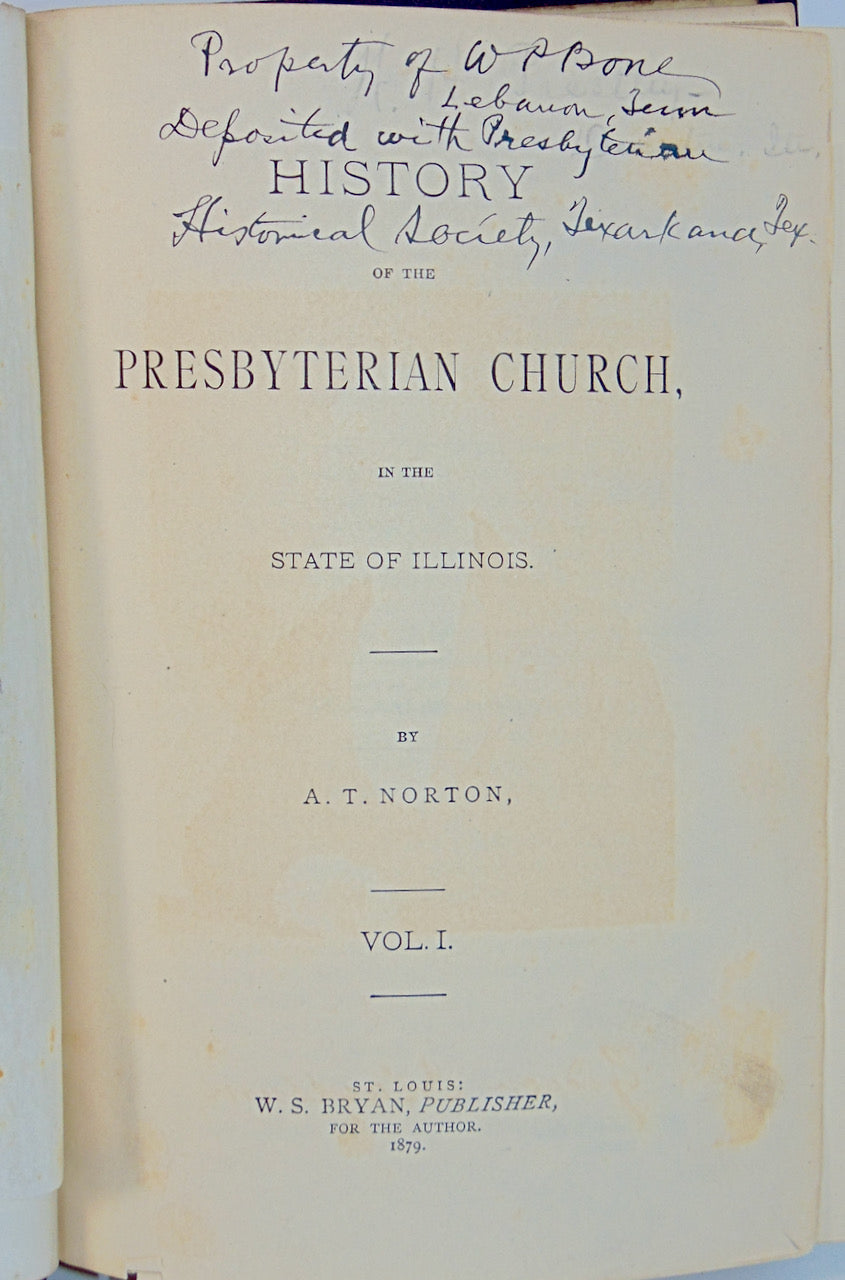 Property of W P Bone
Lebanon, Tenn
Deposited with Presbyterian
HISTORY
Historical Society, Texarkana, Tex.
OF THE
PRESBYTERIAN CHURCH,
IN THE
STATE OF ILLINOIS.
BY
A. T. NORTON,
VOL. I.
ST. LOUIS:
W. S. BRYAN, PUBLISHER,
FOR THE AUTHOR.
1879.